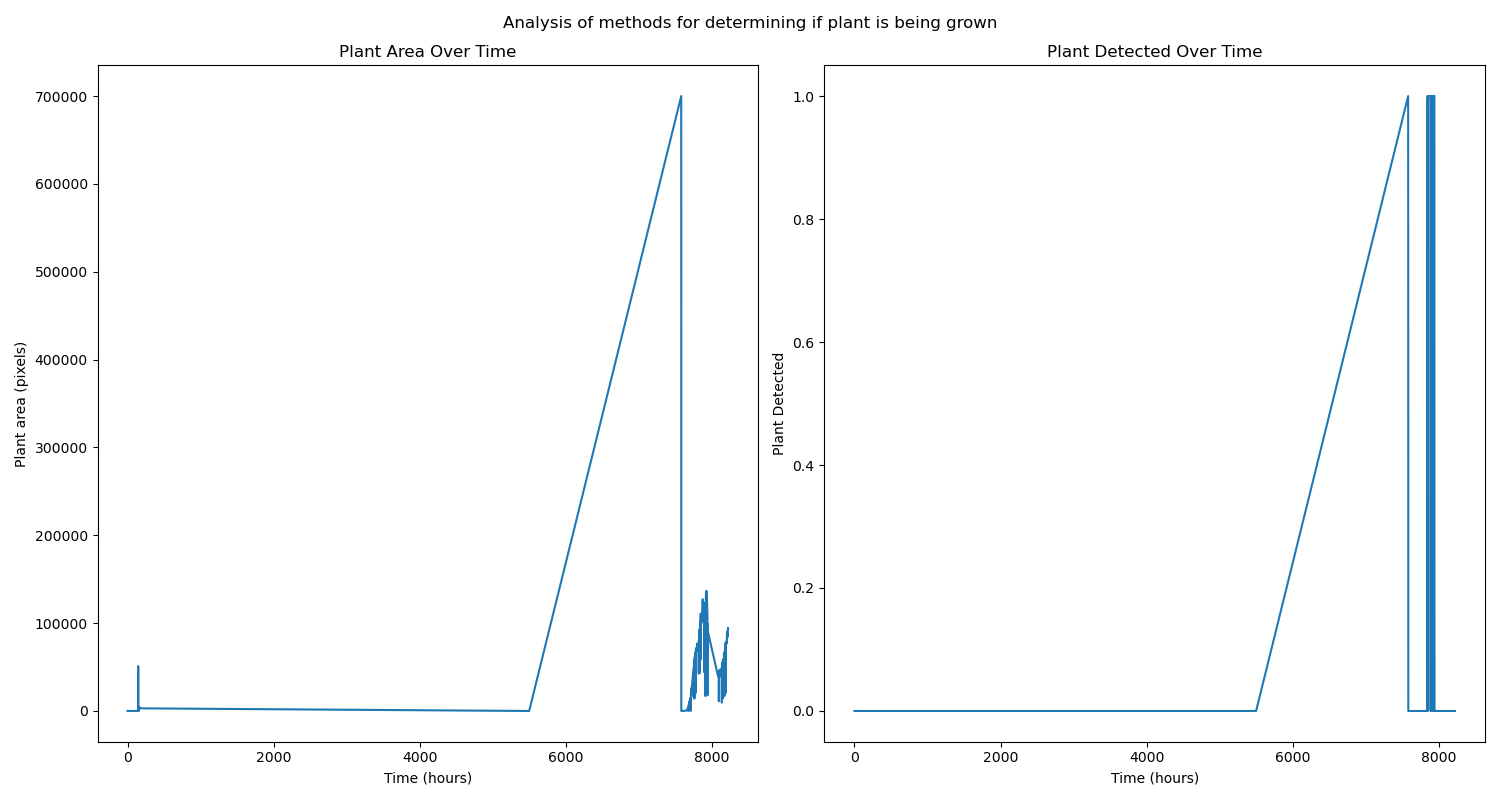 Analysis of methods for determining if plant is being grown
Plant Area Over Time
700000
600000
500000
400000
300000
200000
100000
0
Plant area (pixels)
0 2000 4000 6000 8000
Time (hours)
Plant Detected Over Time
1.0
0.8
0.6
0.4
0.2
0.0
Plant Detected
0 2000 4000 6000 8000
Time (hours)